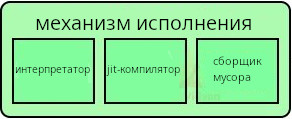 механизм исполнения
интерпретатор
jit-компилятор
сборщик
мусора